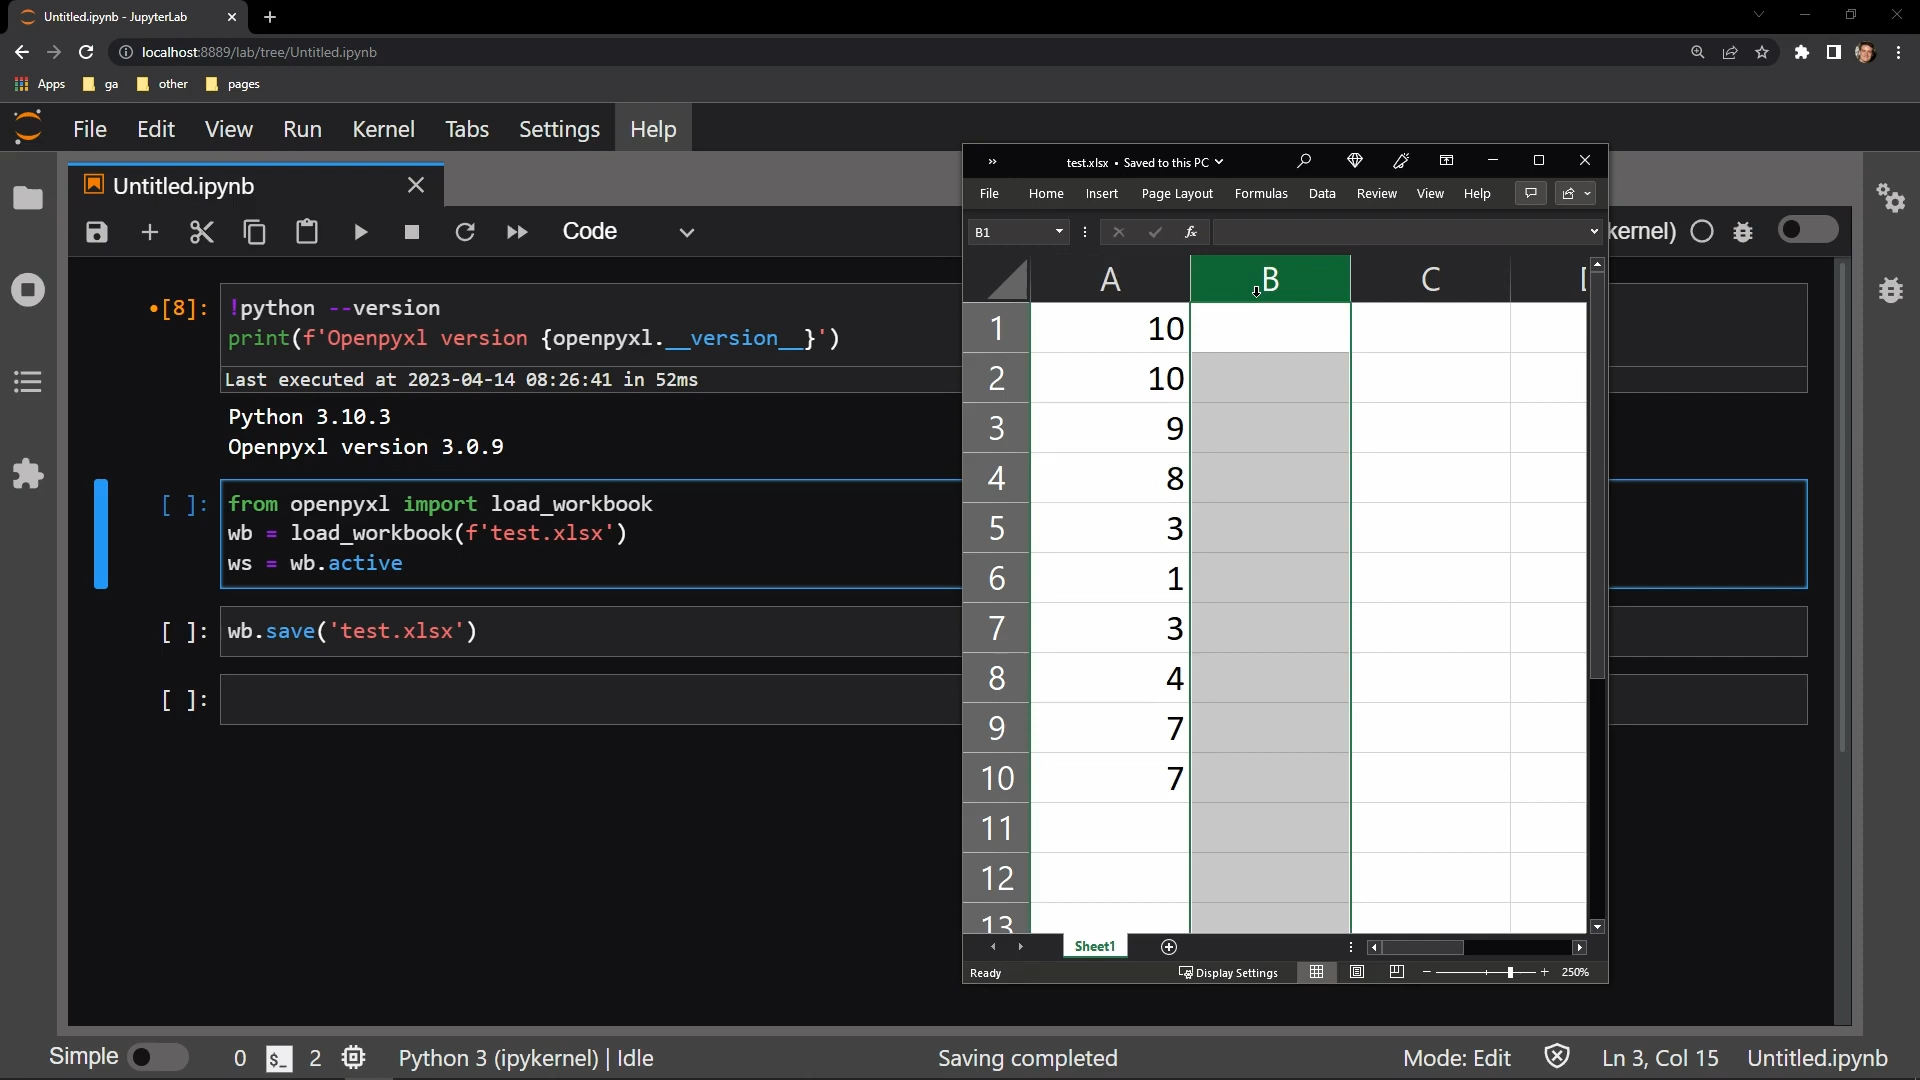 Untitled.ipynb - JupyterLab
localhost:8889/lab/tree/Untitled.ipynb
Apps ga other pages
File Edit View Run Kernel Tabs Settings Help
Untitled.ipynb
Code
kernel)
[8]:
!python --version
print(f'Openpyxl version {openpyxl.__version__}')
Last executed at 2023-04-14 08:26:41 in 52ms
Python 3.10.3
Openpyxl version 3.0.9
[ ]:
from openpyxl import load_workbook
wb = load_workbook(f'test.xlsx')
ws = wb.active
[ ]: wb.save('test.xlsx')
[ ]:
test.xlsx • Saved to this PC
File Home Insert Page Layout Formulas Data Review View Help
B1 fx
A B C
1 10
2 10
3 9
4 8
5 3
6 1
7 3
8 4
9 7
10 7
11
12
13
Sheet1
Ready Display Settings 250%
Simple 0 $_ 2 Python 3 (ipykernel) | Idle Saving completed Mode: Edit Ln 3, Col 15 Untitled.ipynb